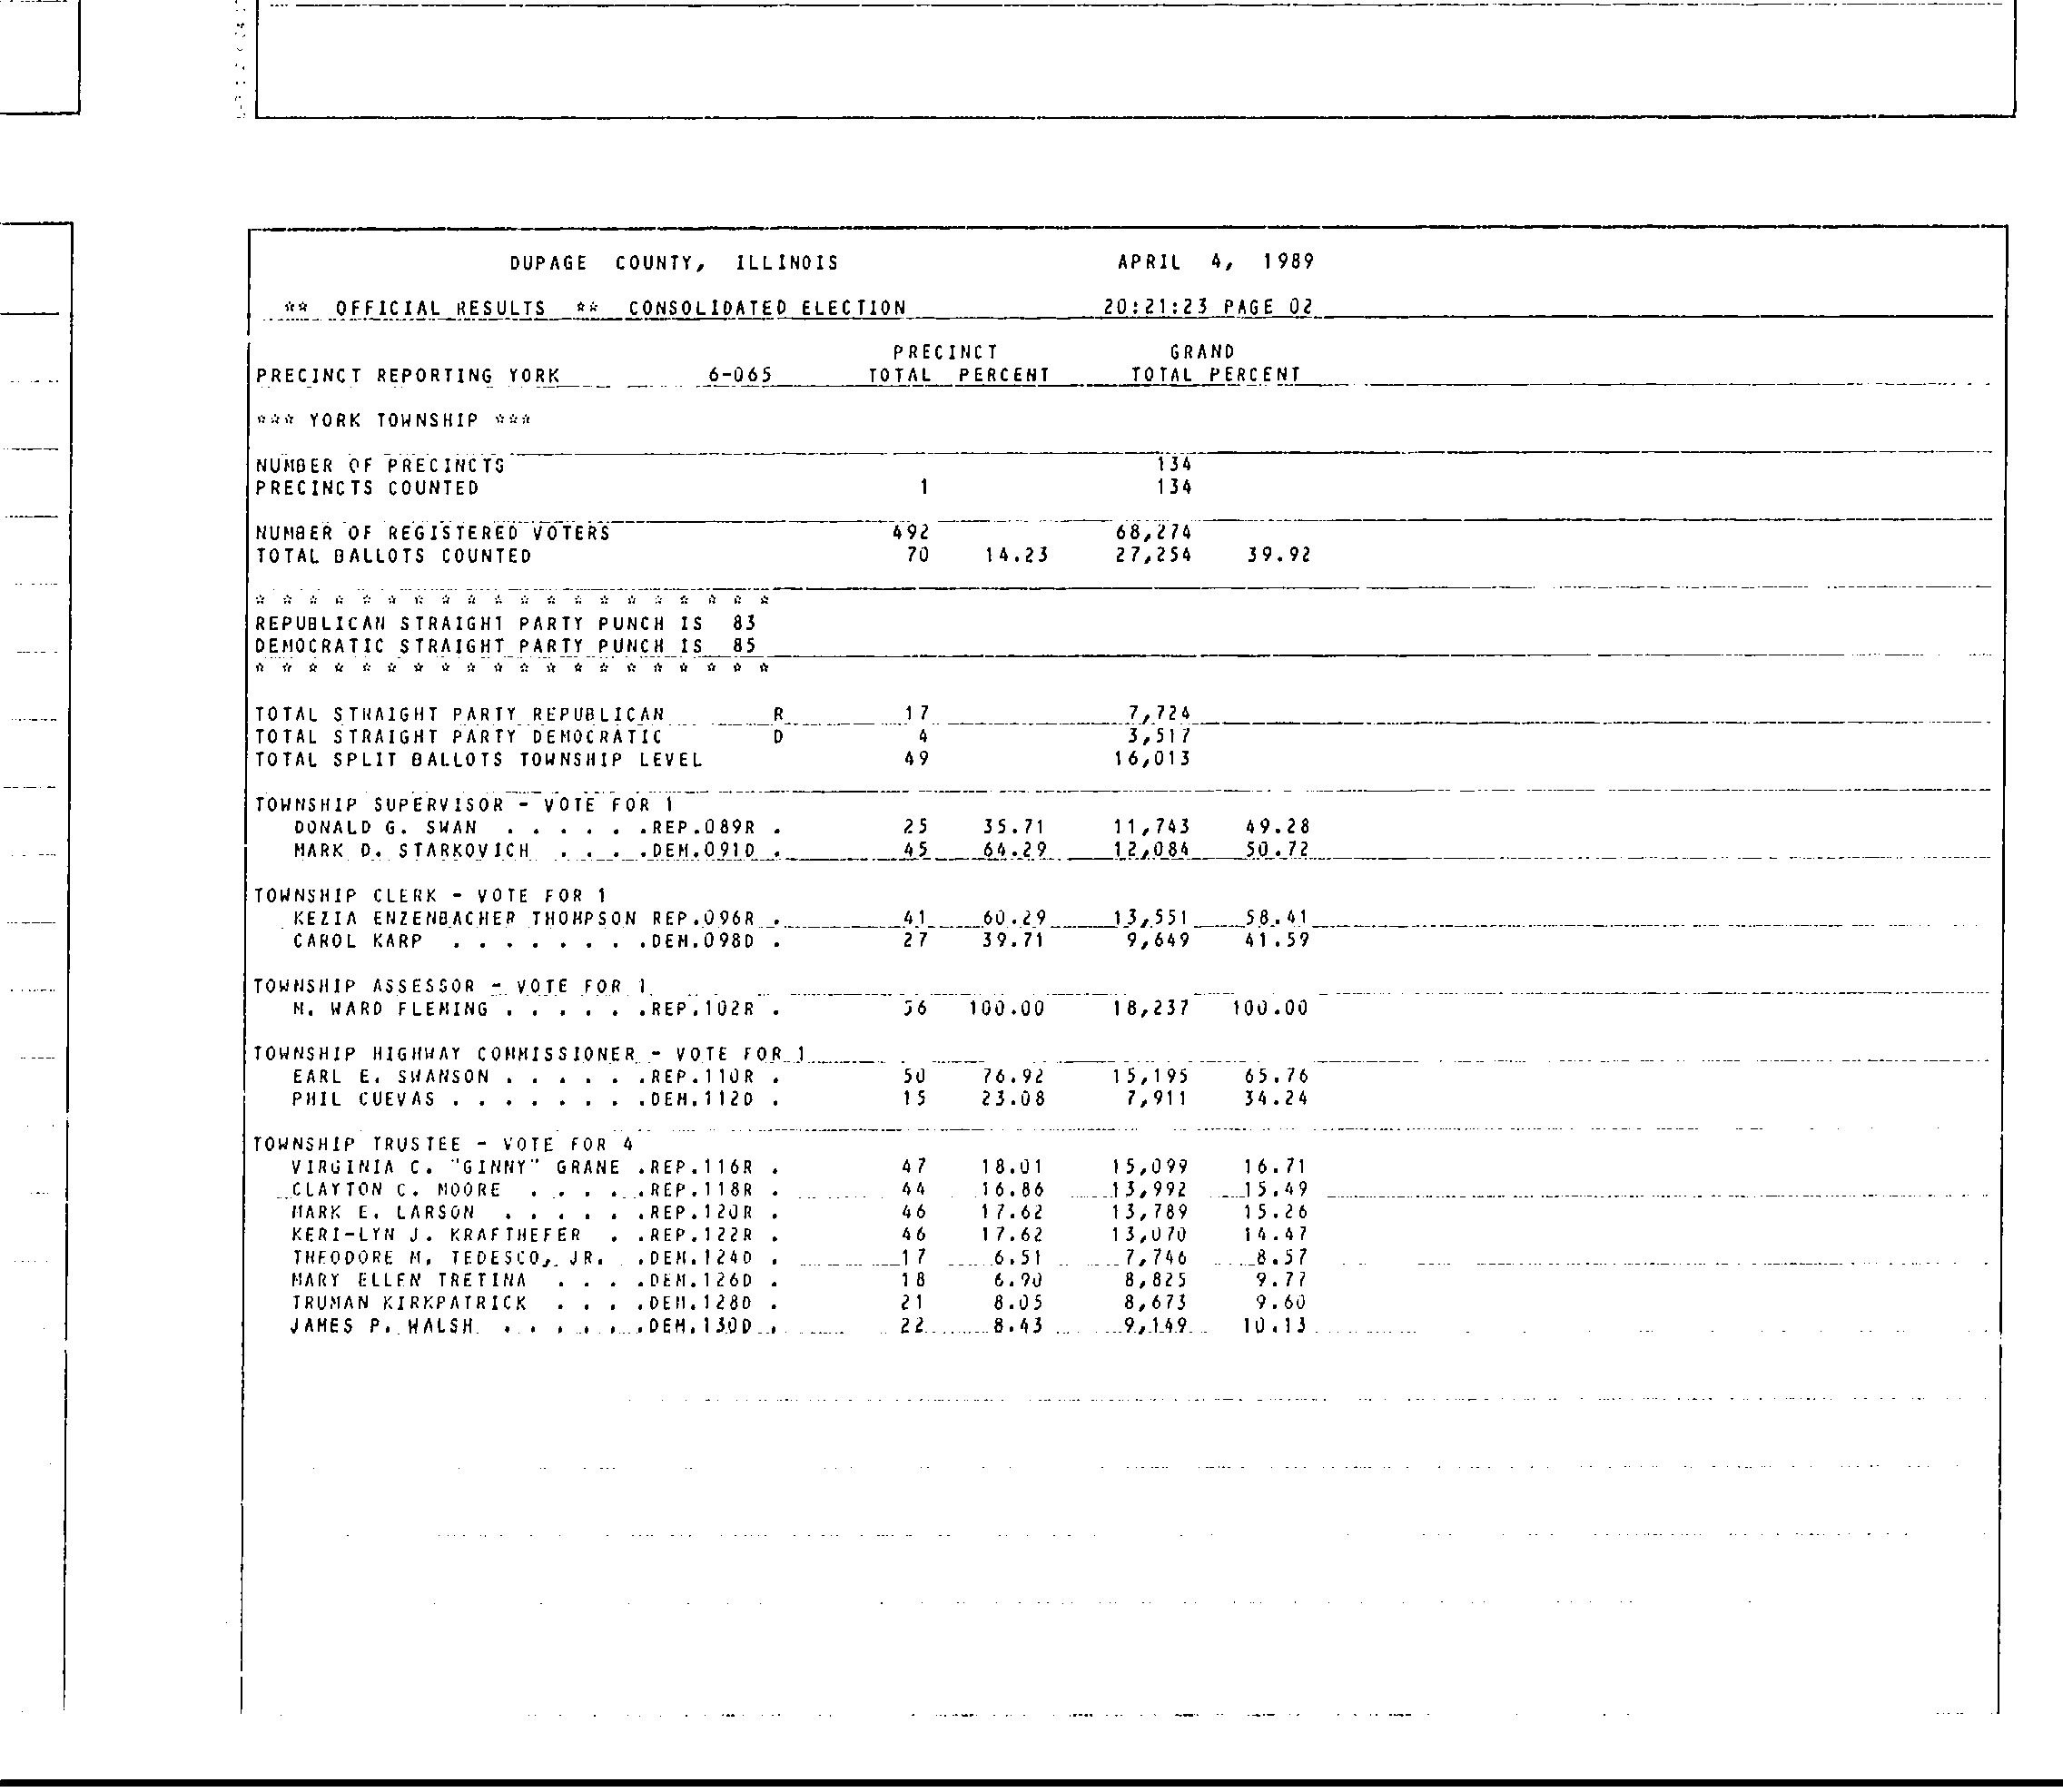 DUPAGE COUNTY, ILLINOIS APRIL 4, 1989
** OFFICIAL RESULTS ** CONSOLIDATED ELECTION 20:21:23 PAGE 02
PRECINCT GRAND
PRECINCT REPORTING YORK 6-065 TOTAL PERCENT TOTAL PERCENT
*** YORK TOWNSHIP ***
NUMBER OF PRECINCTS 134
PRECINCTS COUNTED 1 134
NUMBER OF REGISTERED VOTERS 492 68,274
TOTAL BALLOTS COUNTED 70 14.23 27,254 39.92
* * * * * * * * * * * * * * * * * * * *
REPUBLICAN STRAIGHT PARTY PUNCH IS 83
DEMOCRATIC STRAIGHT PARTY PUNCH IS 85
* * * * * * * * * * * * * * * * * * * *
TOTAL STRAIGHT PARTY REPUBLICAN R 17 7,724
TOTAL STRAIGHT PARTY DEMOCRATIC D 4 3,517
TOTAL SPLIT BALLOTS TOWNSHIP LEVEL 49 16,013
TOWNSHIP SUPERVISOR - VOTE FOR 1
DONALD G. SWAN . . . . . .REP.089R . 25 35.71 11,743 49.28
MARK D. STARKOVICH . . . .DEM.091D . 45 64.29 12,084 50.72
TOWNSHIP CLERK - VOTE FOR 1
KEZIA ENZENBACHER THOMPSON REP.096R . 41 60.29 13,551 58.41
CAROL KARP . . . . . . . .DEM.098D . 27 39.71 9,649 41.59
TOWNSHIP ASSESSOR - VOTE FOR 1
M. WARD FLEMING . . . . . .REP.102R . 56 100.00 18,237 100.00
TOWNSHIP HIGHWAY COMMISSIONER - VOTE FOR 1
EARL E. SWANSON . . . . . .REP.110R . 50 76.92 15,195 65.76
PHIL CUEVAS . . . . . . . .DEM.112D . 15 23.08 7,911 34.24
TOWNSHIP TRUSTEE - VOTE FOR 4
VIRGINIA C. "GINNY" GRANE .REP.116R . 47 18.01 15,099 16.71
CLAYTON C. MOORE . . . . .REP.118R . 44 16.86 13,992 15.49
MARK E. LARSON . . . . . .REP.120R . 46 17.62 13,789 15.26
KERI-LYN J. KRAFTHEFER . .REP.122R . 46 17.62 13,070 14.47
THEODORE M. TEDESCO, JR. .DEM.124D . 17 6.51 7,746 8.57
MARY ELLEN TRETINA . . . .DEM.126D . 18 6.90 8,825 9.77
TRUMAN KIRKPATRICK . . . .DEM.128D . 21 8.05 8,673 9.60
JAMES P. WALSH . . . . . .DEM.130D . 22 8.43 9,149 10.13